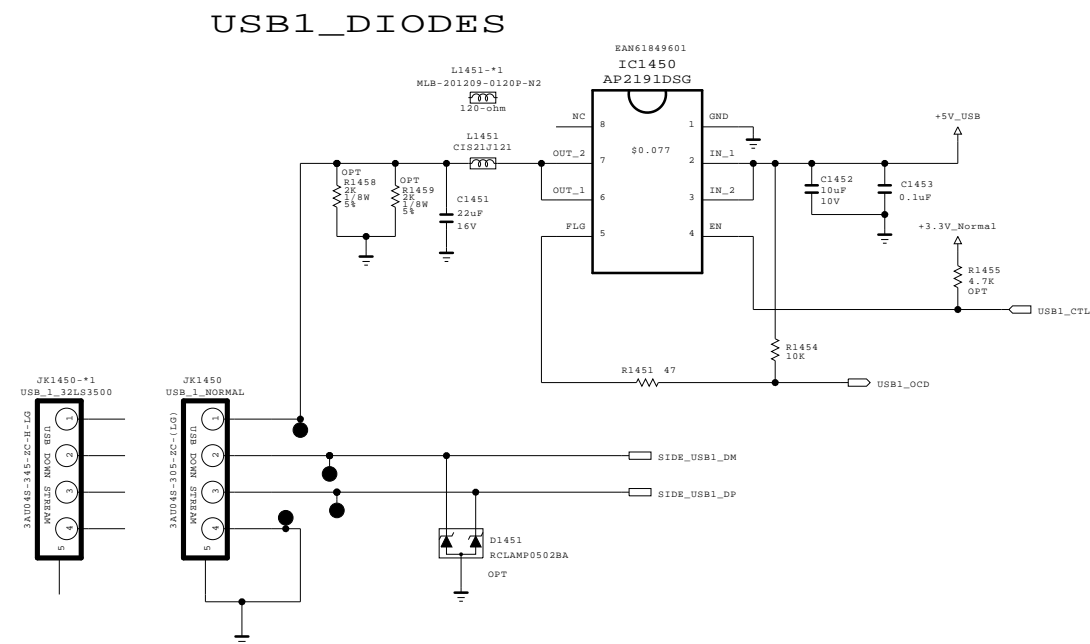 USB1_DIODES
EAN61849601
IC1450
AP2191DSG
L1451-*1
MLB-201209-0120P-N2
120-ohm
L1451
CIS21J121
NC
8
1
GND
OUT_2
7
$0.077
2
IN_1
OUT_1
6
3
IN_2
FLG
5
4
EN
+5V_USB
OPT
R1458
2K
1/8W
5%
OPT
R1459
2K
1/8W
5%
C1451
22uF
16V
C1452
10uF
10V
C1453
0.1uF
+3.3V_Normal
R1455
4.7K
OPT
USB1_CTL
R1454
10K
R1451 47
USB1_OCD
JK1450-*1
USB_1_32LS3500
3AU04S-345-ZC-H-LG
USB DOWN STREAM
1
2
3
4
5
JK1450
USB_1_NORMAL
3AU04S-305-ZC-(LG)
USB DOWN STREAM
1
2
3
4
5
SIDE_USB1_DM
SIDE_USB1_DP
D1451
RCLAMP0502BA
OPT